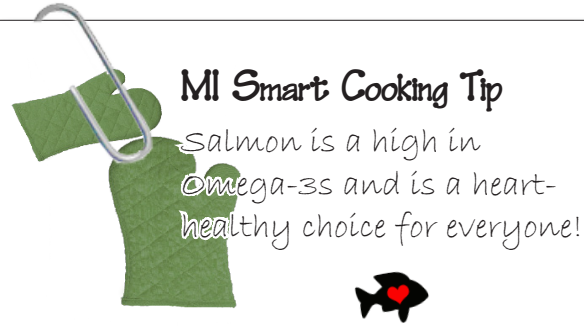 MI Smart Cooking Tip
Salmon is a high in
Omega-3s and is a heart-
healthy choice for everyone!